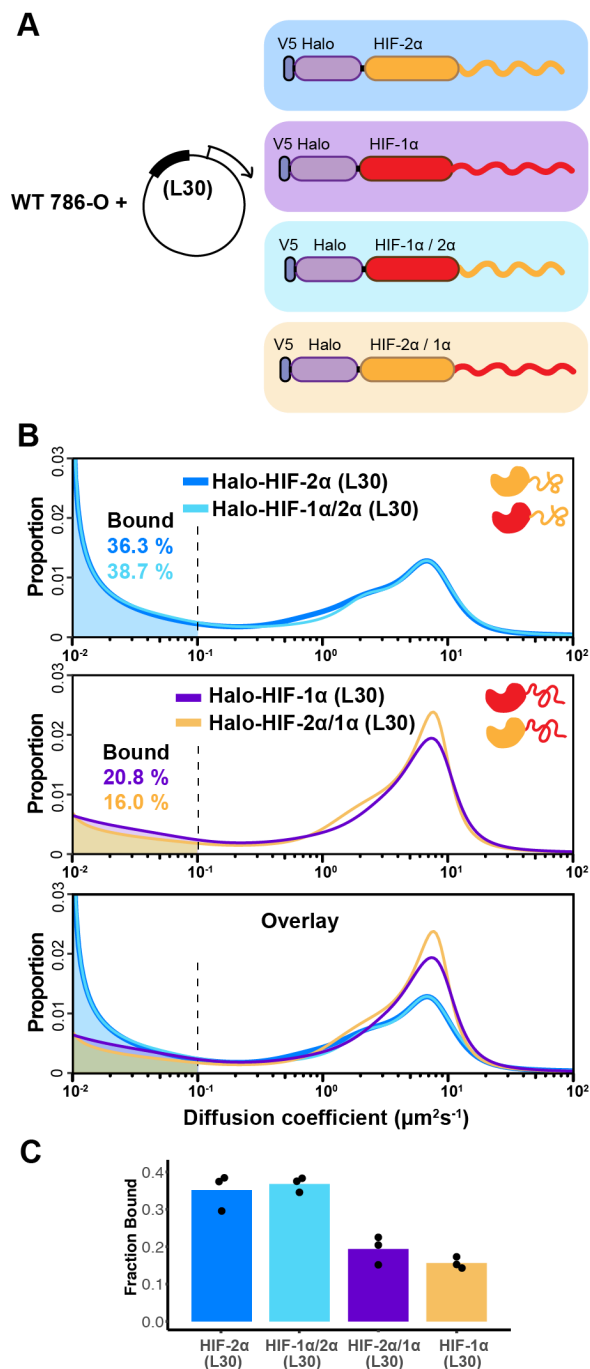 A
V5 Halo HIF-2α
V5 Halo HIF-1α
WT 786-O + (L30)
V5 Halo HIF-1α / 2α
V5 Halo HIF-2α / 1α
B
Proportion
0.03
0.02
0.01
0
Halo-HIF-2α (L30)
Halo-HIF-1α/2α (L30)
Bound
36.3 %
38.7 %
10-2 10-1 100 101 102
Proportion
0.03
0.02
0.01
0
Halo-HIF-1α (L30)
Halo-HIF-2α/1α (L30)
Bound
20.8 %
16.0 %
10-2 10-1 100 101 102
Proportion
0.03
0.02
0.01
0
Overlay
10-2 10-1 100 101 102
Diffusion coefficient (µm2s-1)
C
Fraction Bound
0.4
0.3
0.2
0.1
0.0
HIF-2α HIF-1α/2α HIF-2α/1α HIF-1α
(L30) (L30) (L30) (L30)